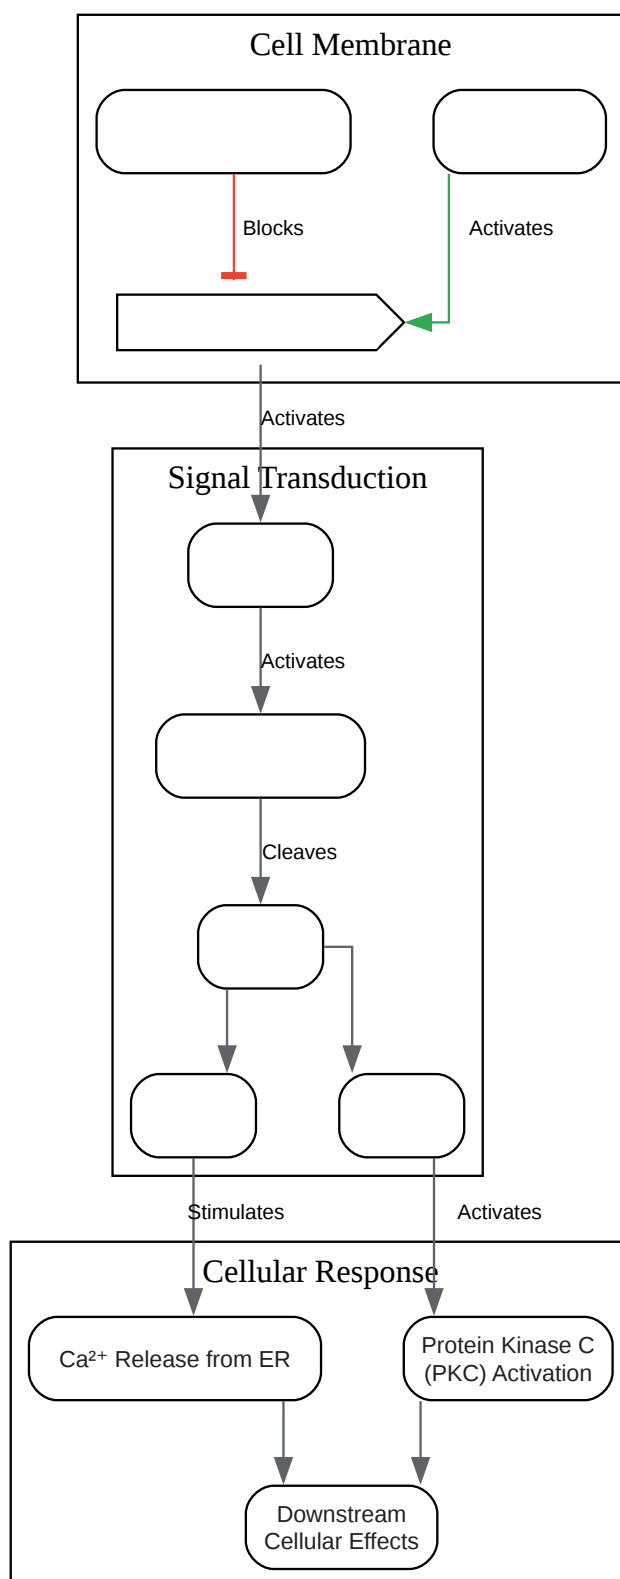 Cell Membrane
Blocks
Activates
Activates
Signal Transduction
Activates
Cleaves
Stimulates
Activates
Cellular Response
Ca²⁺ Release from ER
Protein Kinase C
(PKC) Activation
Downstream
Cellular Effects